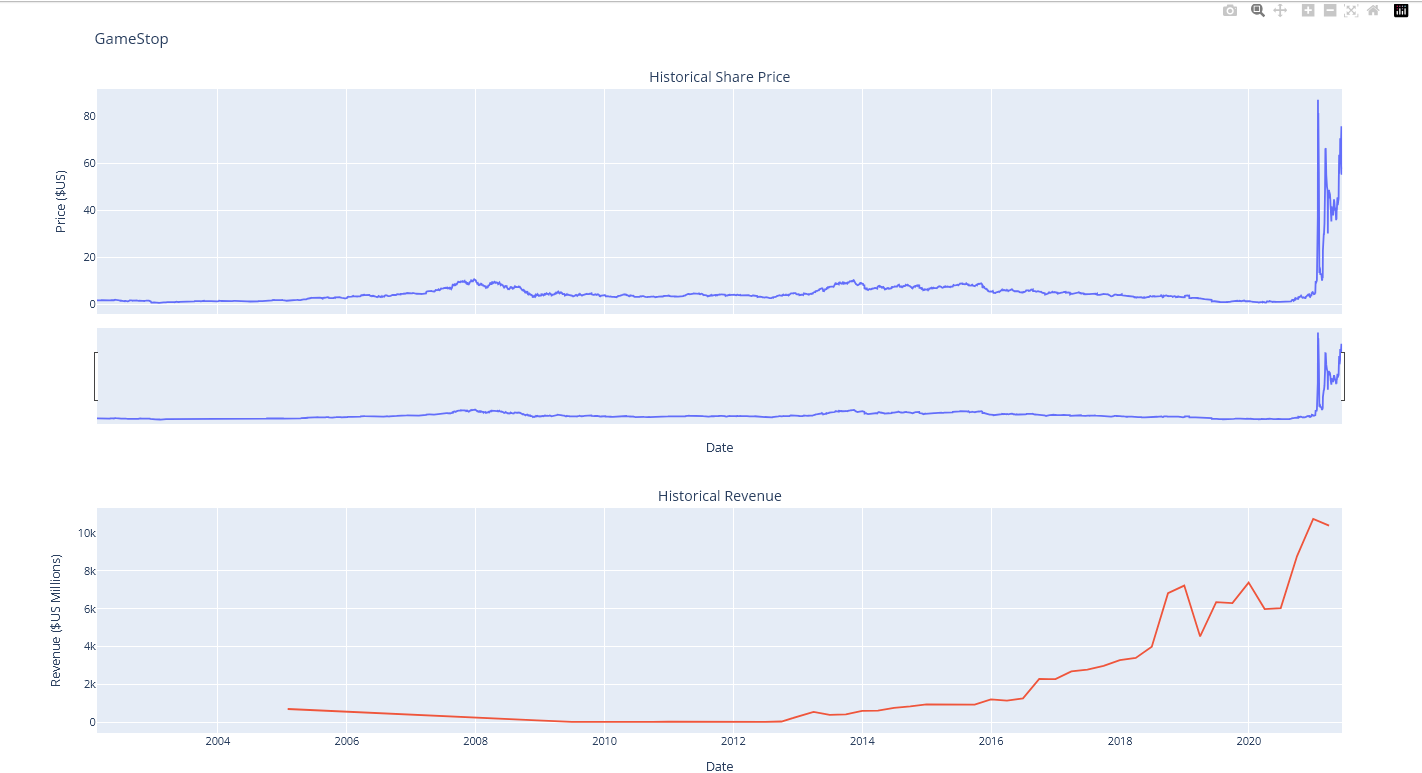 GameStop
Historical Share Price
80
60
40
20
0
Price ($US)
Date
Historical Revenue
10k
8k
6k
4k
2k
0
Revenue ($US Millions)
2004 2006 2008 2010 2012 2014 2016 2018 2020
Date